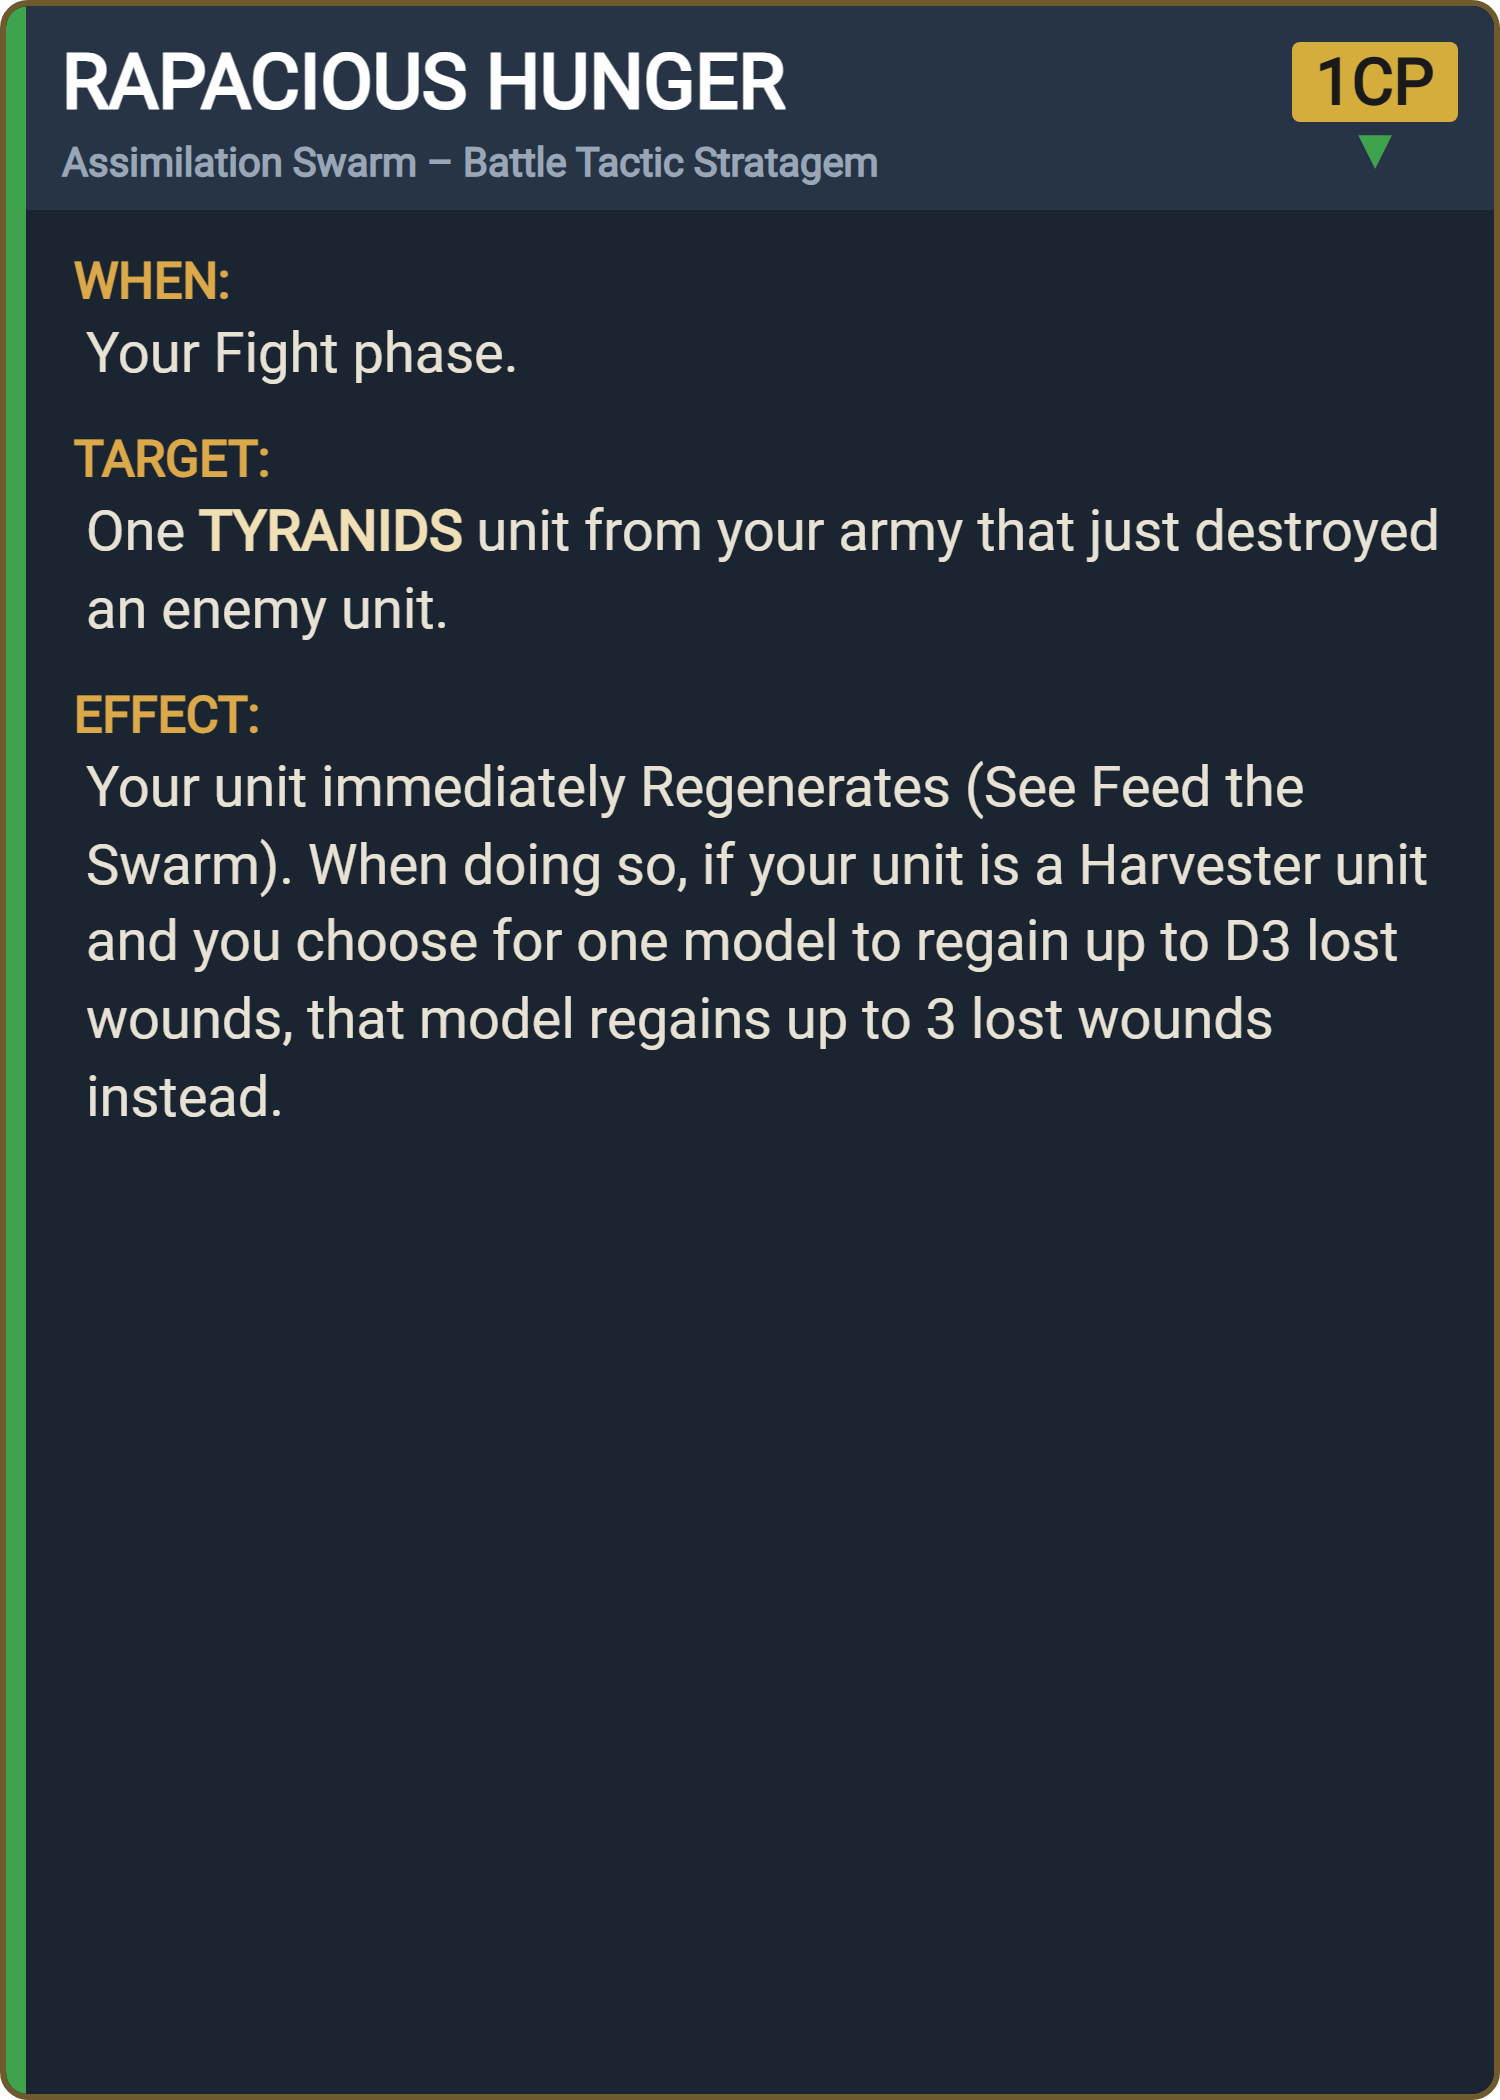 RAPACIOUS HUNGER
1CP
Assimilation Swarm – Battle Tactic Stratagem
WHEN:
Your Fight phase.
TARGET:
One TYRANIDS unit from your army that just destroyed
an enemy unit.
EFFECT:
Your unit immediately Regenerates (See Feed the
Swarm). When doing so, if your unit is a Harvester unit
and you choose for one model to regain up to D3 lost
wounds, that model regains up to 3 lost wounds
instead.